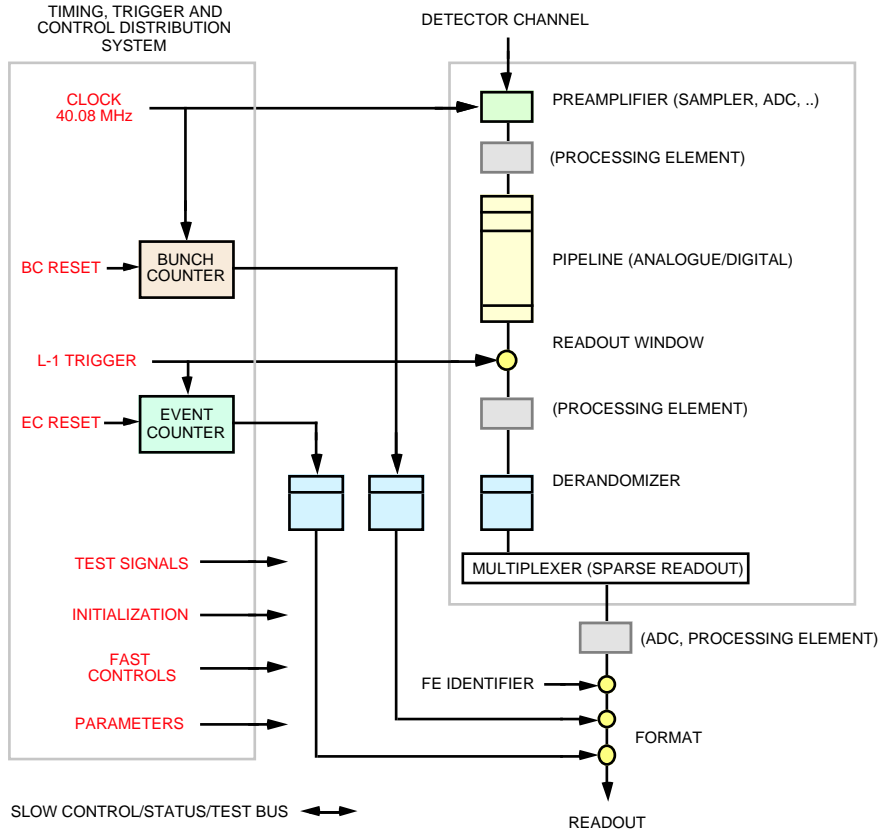 TIMING, TRIGGER AND
CONTROL DISTRIBUTION
SYSTEM
DETECTOR CHANNEL
CLOCK
40.08 MHz
PREAMPLIFIER (SAMPLER, ADC, ..)
(PROCESSING ELEMENT)
BC RESET
BUNCH
COUNTER
PIPELINE (ANALOGUE/DIGITAL)
READOUT WINDOW
L-1 TRIGGER
(PROCESSING ELEMENT)
EC RESET
EVENT
COUNTER
DERANDOMIZER
TEST SIGNALS
MULTIPLEXER (SPARSE READOUT)
INITIALIZATION
(ADC, PROCESSING ELEMENT)
FAST
CONTROLS
FE IDENTIFIER
PARAMETERS
FORMAT
SLOW CONTROL/STATUS/TEST BUS
READOUT